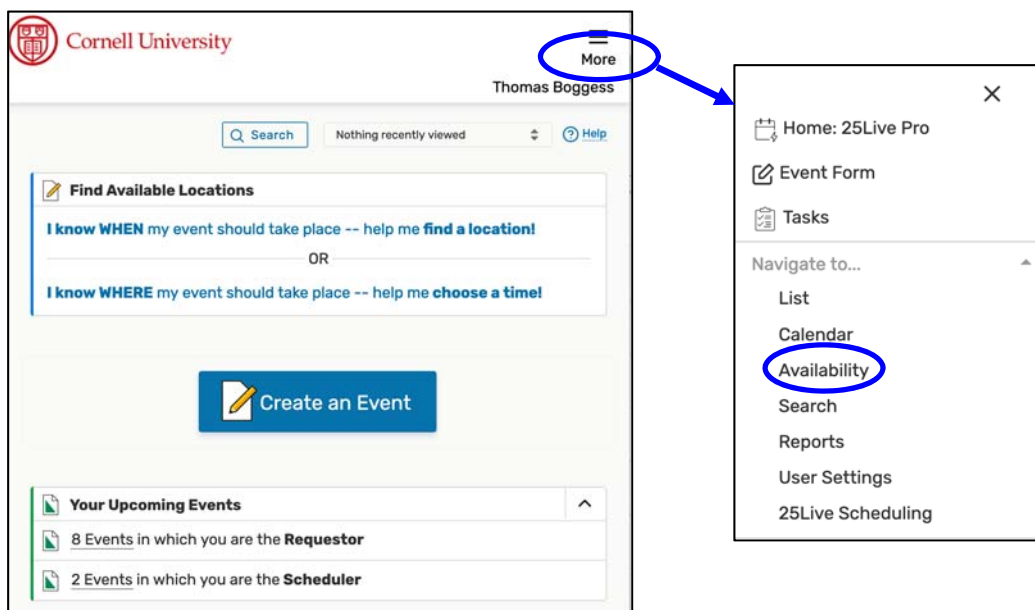 Cornell University
More
Thomas Boggess
Search
Nothing recently viewed
Help
Find Available Locations
I know WHEN my event should take place -- help me find a location!
OR
I know WHERE my event should take place -- help me choose a time!
Create an Event
Your Upcoming Events
8 Events in which you are the Requestor
2 Events in which you are the Scheduler
Home: 25Live Pro
Event Form
Tasks
Navigate to...
List
Calendar
Availability
Search
Reports
User Settings
25Live Scheduling